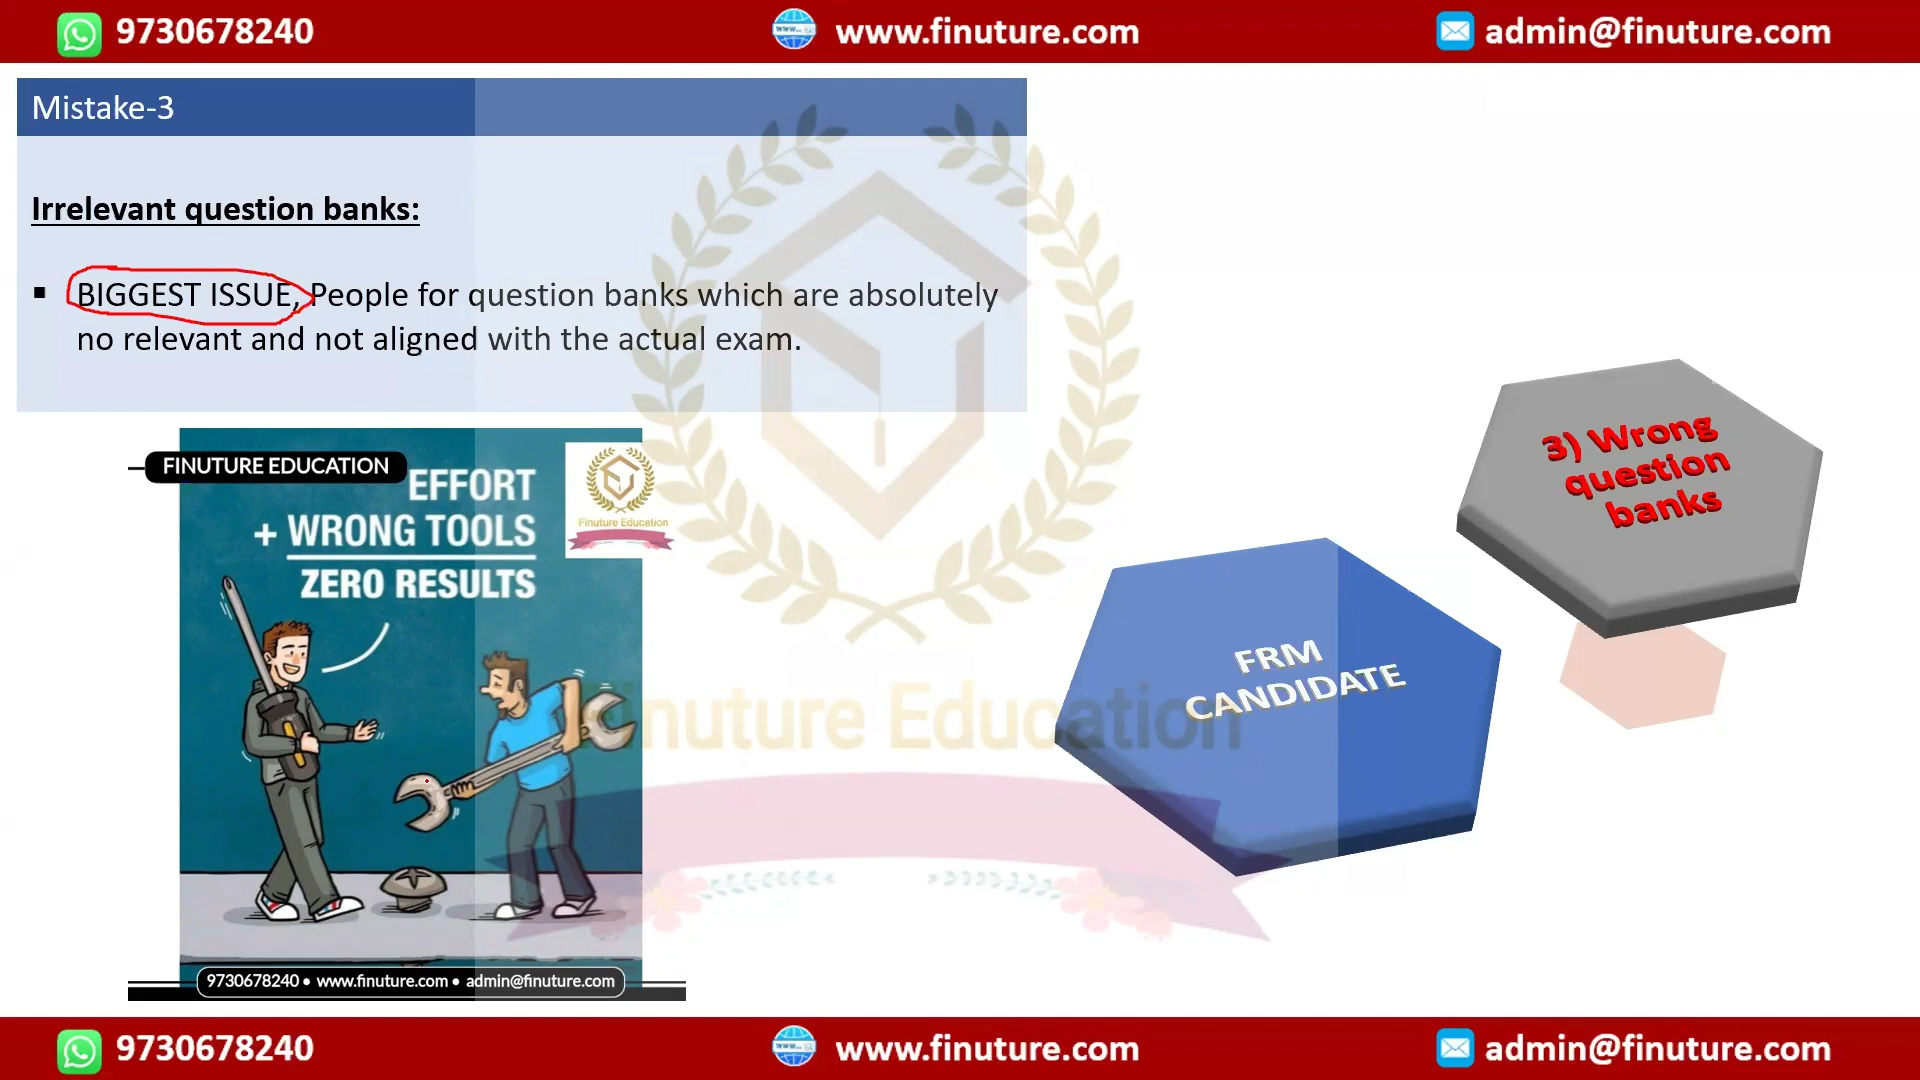 9730678240
www.finuture.com
admin@finuture.com
Mistake-3
Irrelevant question banks:
▪ BIGGEST ISSUE, People for question banks which are absolutely
no relevant and not aligned with the actual exam.
FINUTURE EDUCATION
EFFORT
+ WRONG TOOLS
ZERO RESULTS
Finuture Education
9730678240 • www.finuture.com • admin@finuture.com
3) Wrong
question
banks
FRM
CANDIDATE
Finuture Education
9730678240
www.finuture.com
admin@finuture.com